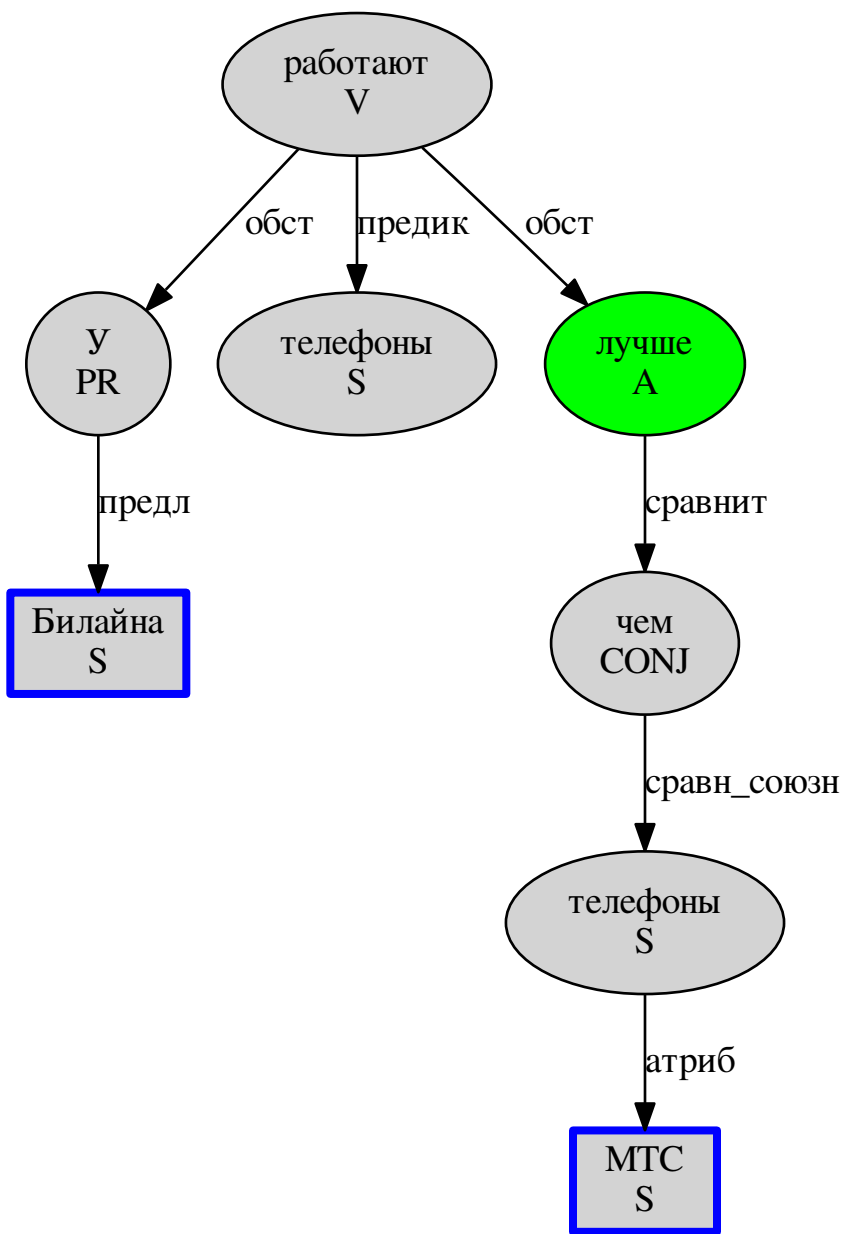 работают
V
обст
предик
обст
У
PR
телефоны
S
лучше
A
предл
сравнит
Билайна
S
чем
CONJ
сравн_союзн
телефоны
S
атриб
МТС
S